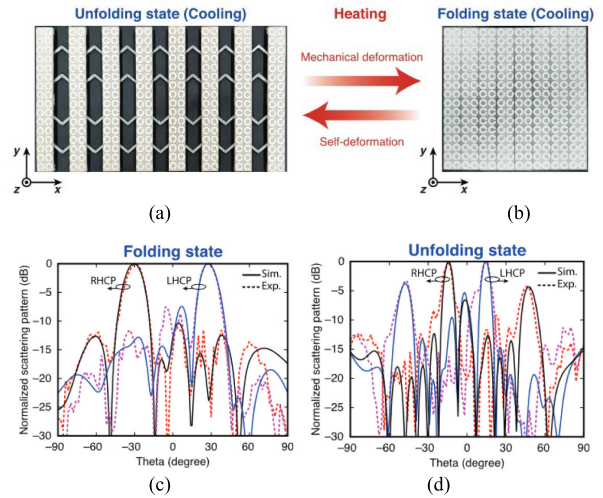 Unfolding state (Cooling)
Heating
Folding state (Cooling)
Mechanical deformation
Self-deformation
y
z
x
y
z
x
(a)
(b)
Folding state
Normalized scattering pattern (dB)
0
−5
−10
−15
−20
−25
−30
RHCP
LHCP
Sim.
Exp.
−90
−60
−30
0
30
60
90
Theta (degree)
(c)
Unfolding state
Normalized scattering pattern (dB)
0
−5
−10
−15
−20
−25
−30
RHCP
LHCP
Sim.
Exp.
−90
−60
−30
0
30
60
90
Theta (degree)
(d)